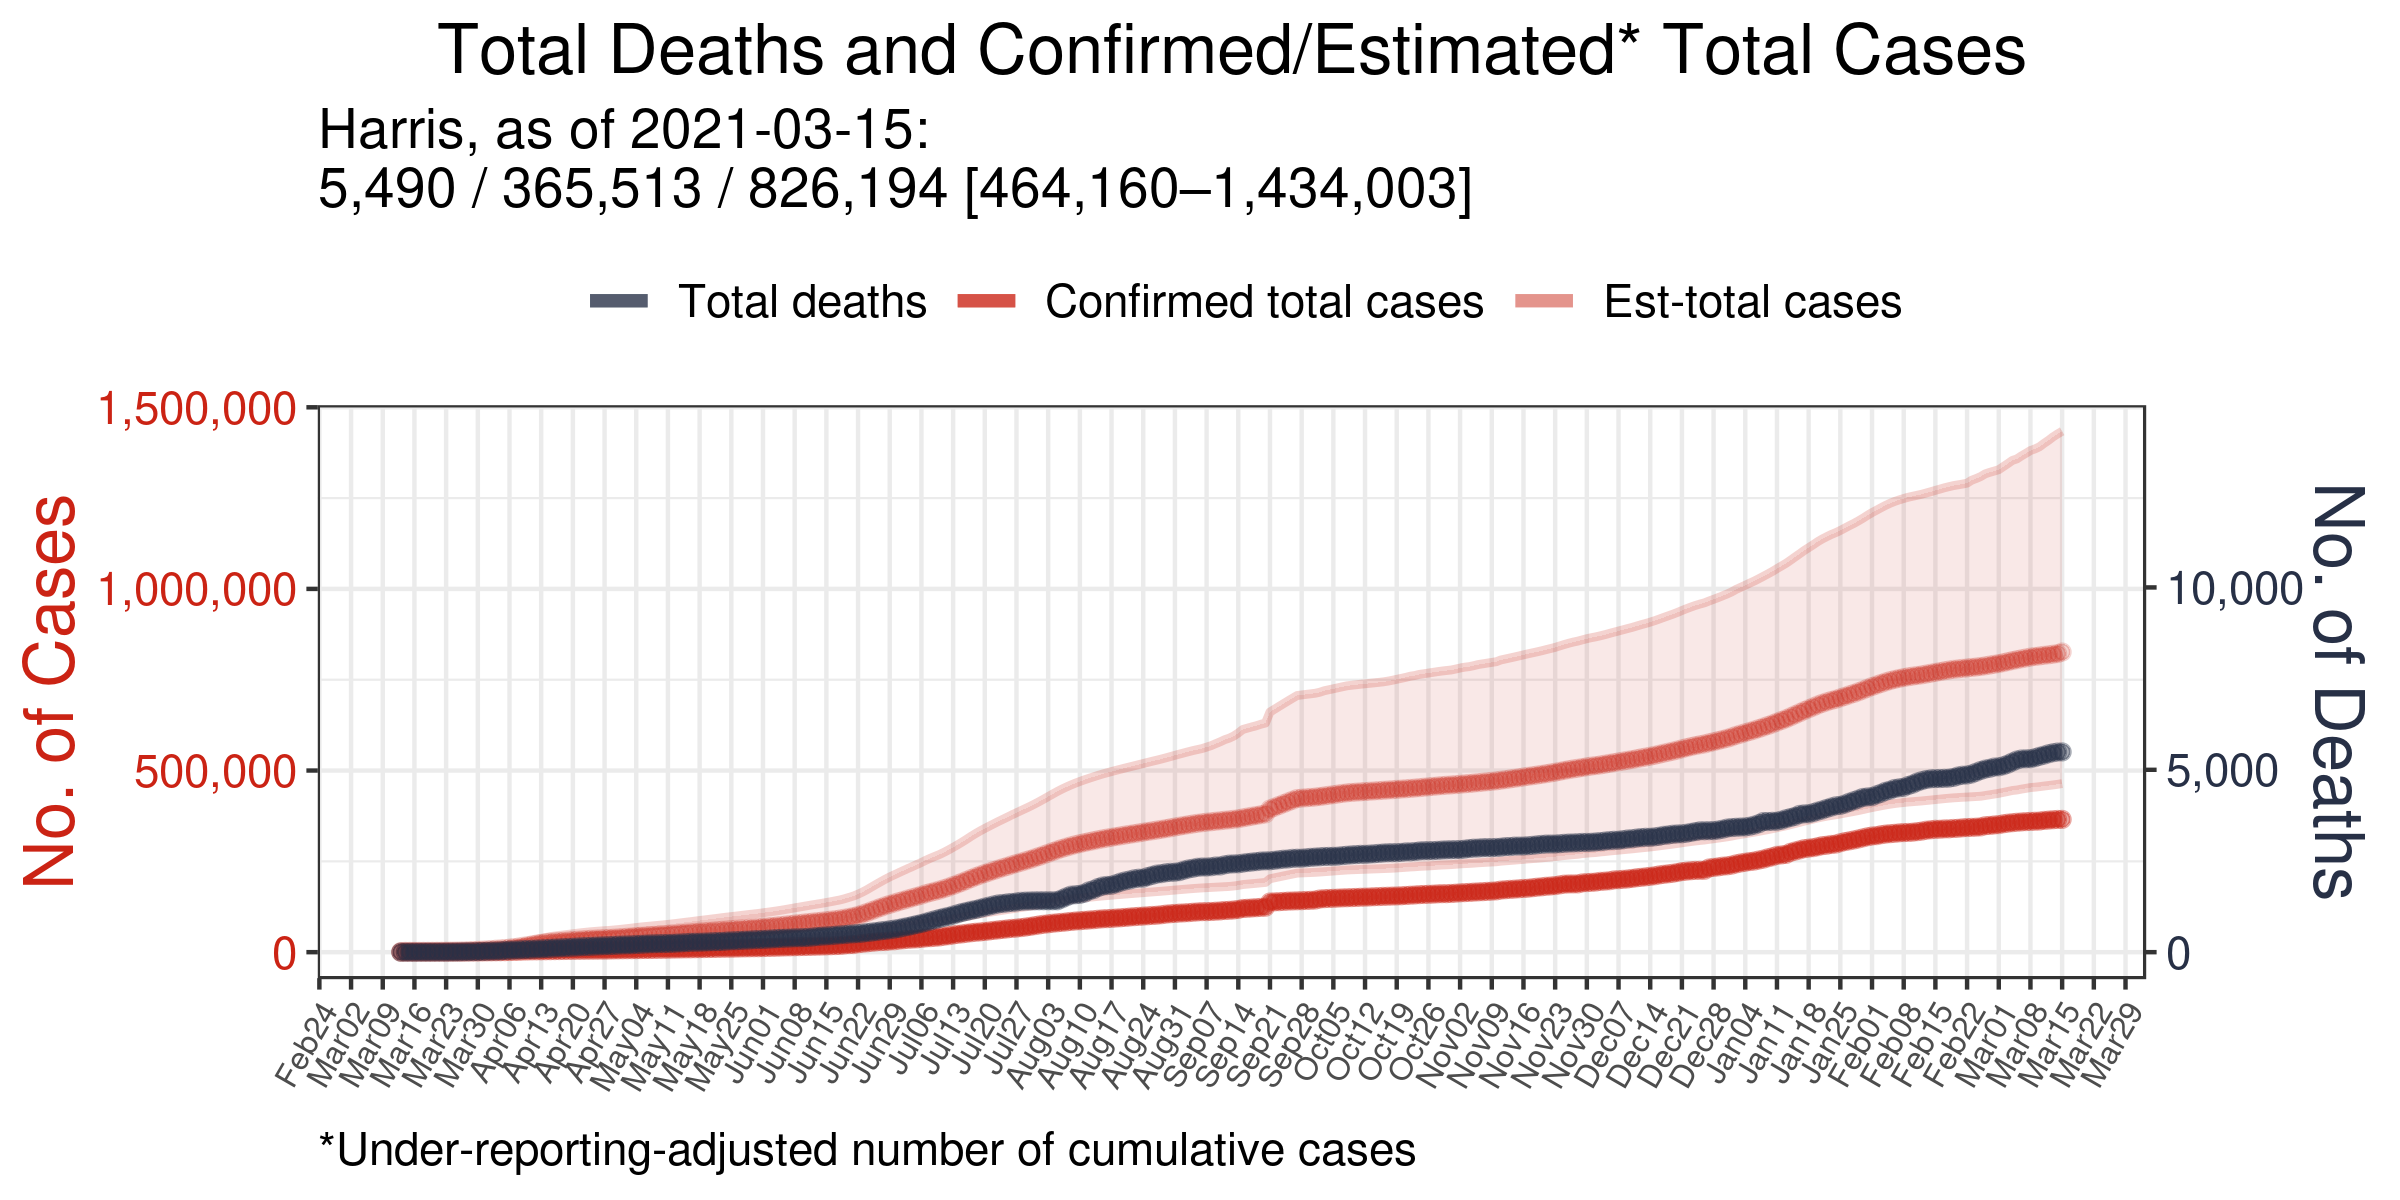 Total Deaths and Confirmed/Estimated* Total Cases
Harris, as of 2021-03-15:
5,490 / 365,513 / 826,194 [464,160–1,434,003]
Total deaths
Confirmed total cases
Est-total cases
No. of Cases
1,500,000
1,000,000
500,000
0
10,000
5,000
0
No. of Deaths
Feb24
Mar02
Mar09
Mar16
Mar23
Mar30
Apr06
Apr13
Apr20
Apr27
May04
May11
May18
May25
Jun01
Jun08
Jun15
Jun22
Jun29
Jul06
Jul13
Jul20
Jul27
Aug03
Aug10
Aug17
Aug24
Aug31
Sep07
Sep14
Sep21
Sep28
Oct05
Oct12
Oct19
Oct26
Nov02
Nov09
Nov16
Nov23
Nov30
Dec07
Dec14
Dec21
Dec28
Jan04
Jan11
Jan18
Jan25
Feb01
Feb08
Feb15
Feb22
Mar01
Mar08
Mar15
Mar22
Mar29
*Under-reporting-adjusted number of cumulative cases